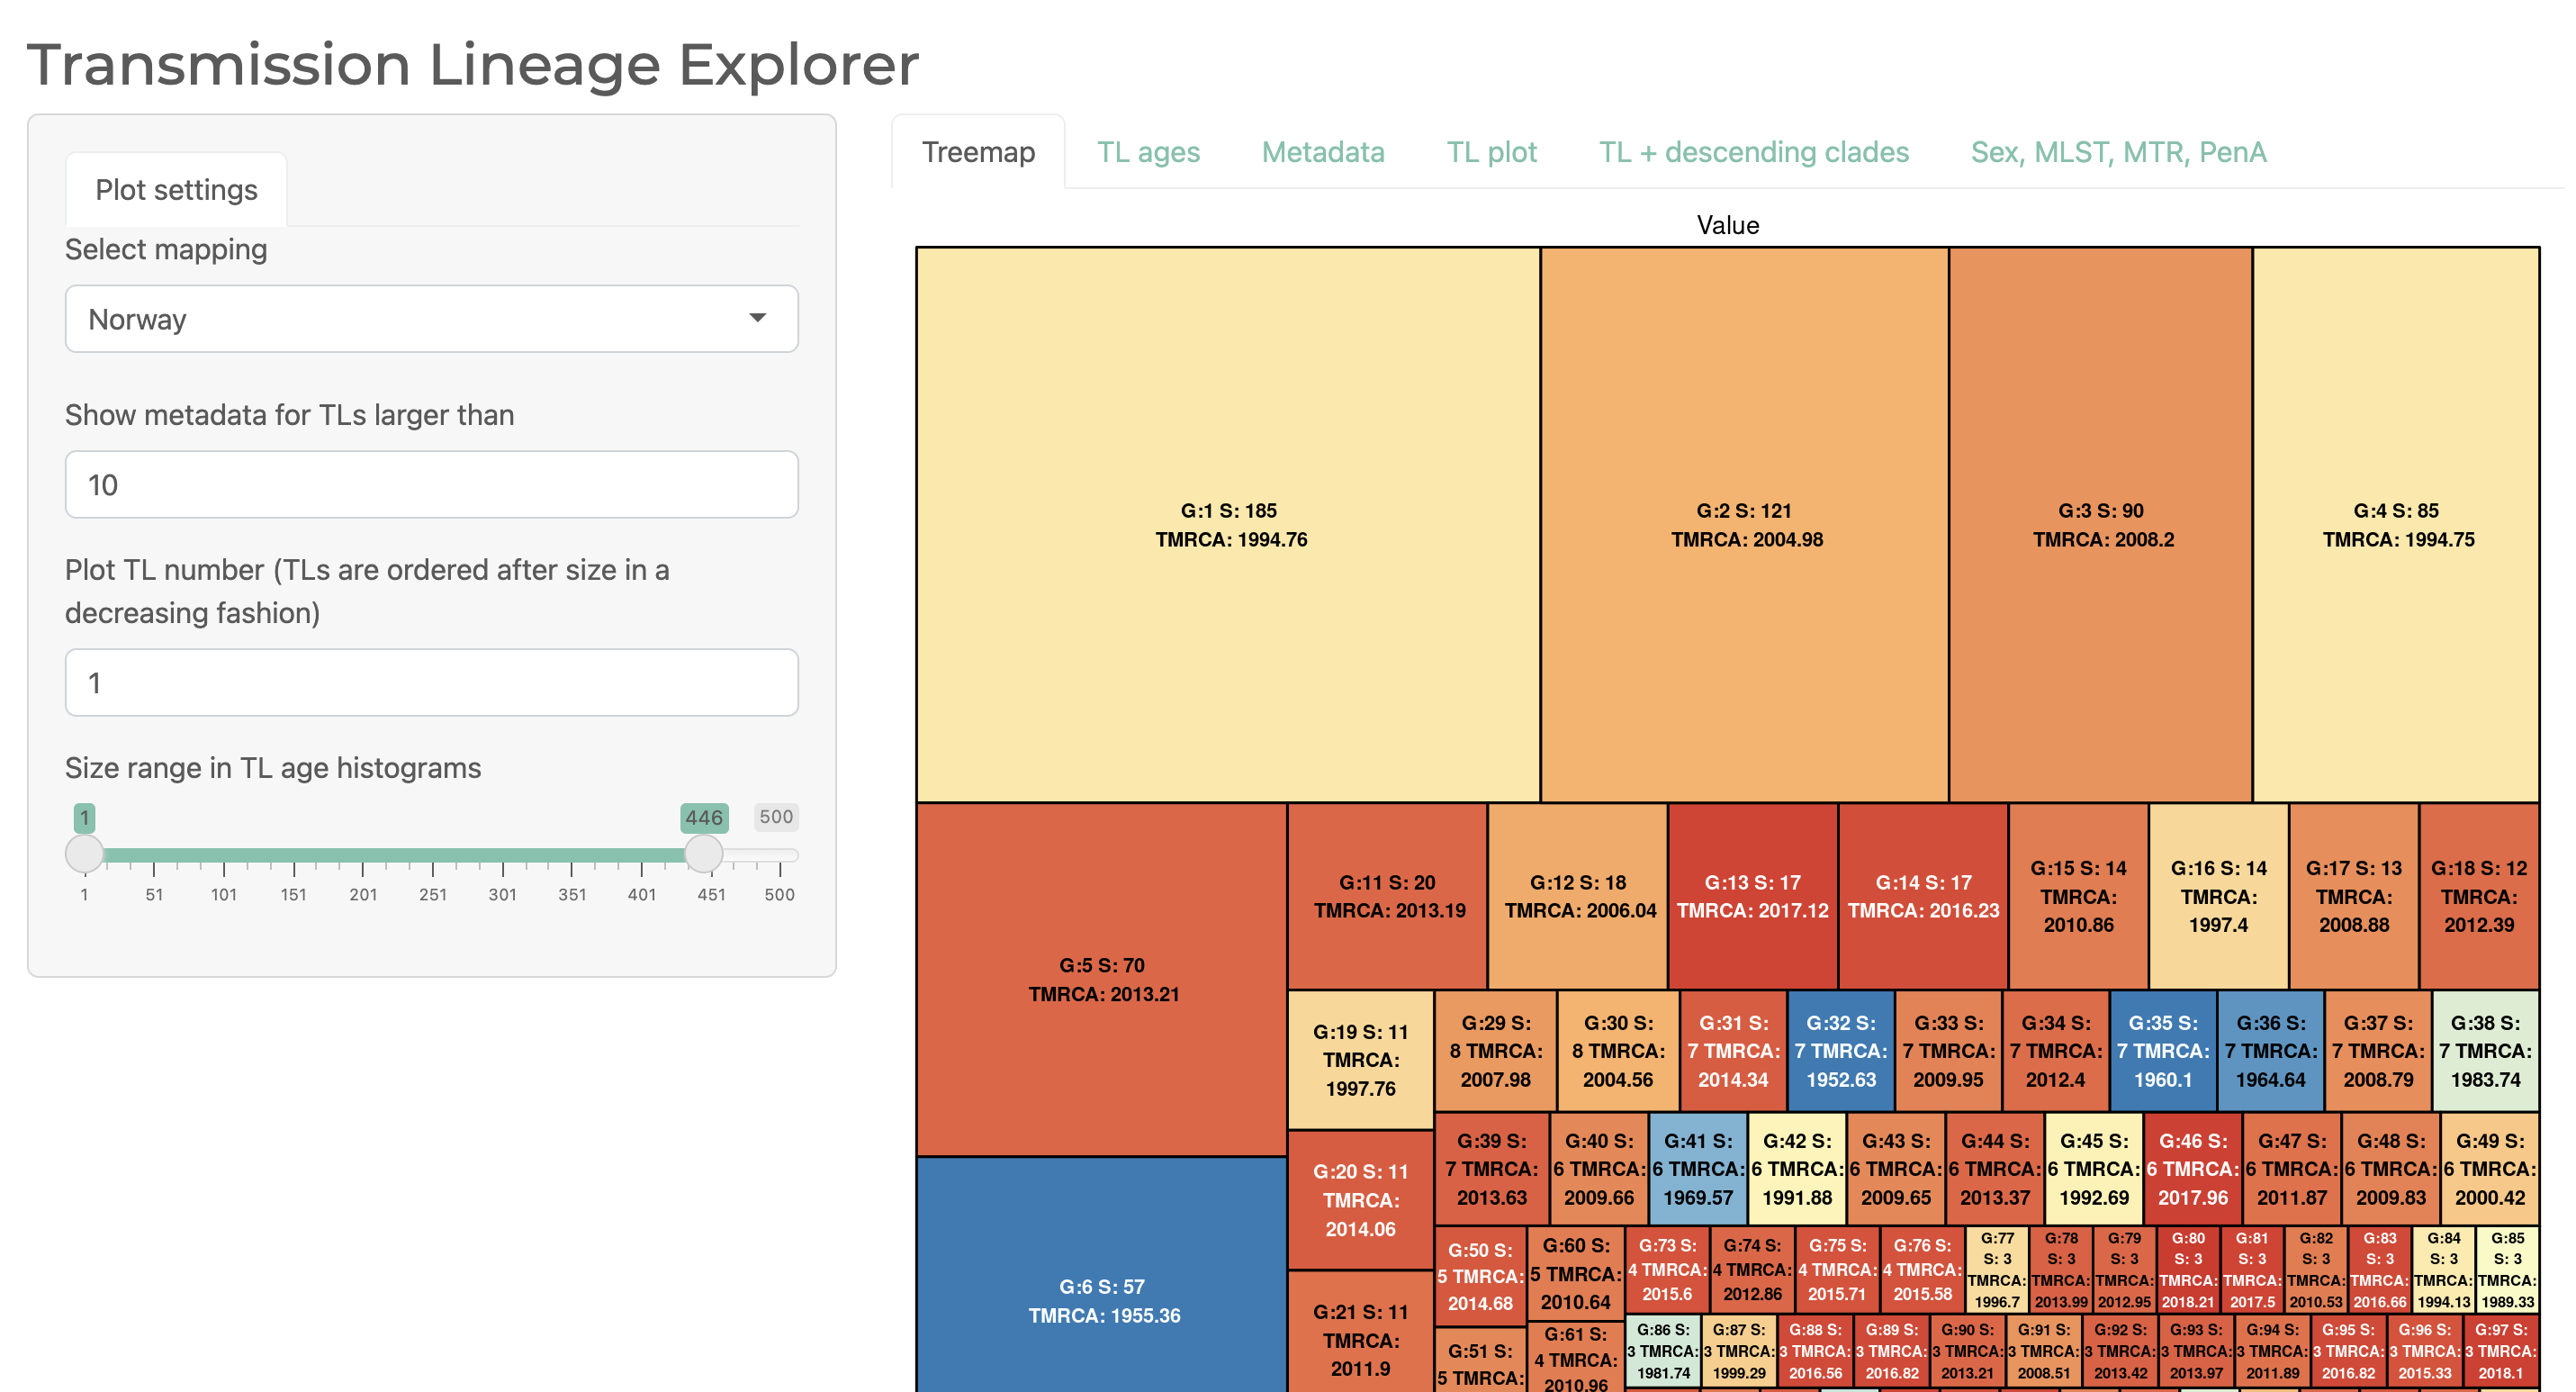 Transmission Lineage Explorer
Plot settings
Select mapping
Norway
Show metadata for TLs larger than
10
Plot TL number (TLs are ordered after size in a
decreasing fashion)
1
Size range in TL age histograms
1 446 500
1 51 101 151 201 251 301 351 401 451 500
Treemap TL ages Metadata TL plot TL + descending clades Sex, MLST, MTR, PenA
Value
G:1 S: 185
TMRCA: 1994.76
G:2 S: 121
TMRCA: 2004.98
G:3 S: 90
TMRCA: 2008.2
G:4 S: 85
TMRCA: 1994.75
G:5 S: 70
TMRCA: 2013.21
G:6 S: 57
TMRCA: 1955.36
G:11 S: 20
TMRCA: 2013.19
G:12 S: 18
TMRCA: 2006.04
G:13 S: 17
TMRCA: 2017.12
G:14 S: 17
TMRCA: 2016.23
G:15 S: 14
TMRCA:
2010.86
G:16 S: 14
TMRCA:
1997.4
G:17 S: 13
TMRCA:
2008.88
G:18 S: 12
TMRCA:
2012.39
G:19 S: 11
TMRCA:
1997.76
G:20 S: 11
TMRCA:
2014.06
G:21 S: 11
TMRCA:
2011.9
G:29 S:
8 TMRCA:
2007.98
G:30 S:
8 TMRCA:
2004.56
G:31 S:
7 TMRCA:
2014.34
G:32 S:
7 TMRCA:
1952.63
G:33 S:
7 TMRCA:
2009.95
G:34 S:
7 TMRCA:
2012.4
G:35 S:
7 TMRCA:
1960.1
G:36 S:
7 TMRCA:
1964.64
G:37 S:
7 TMRCA:
2008.79
G:38 S:
7 TMRCA:
1983.74
G:39 S:
7 TMRCA:
2013.63
G:40 S:
6 TMRCA:
2009.66
G:41 S:
6 TMRCA:
1969.57
G:42 S:
6 TMRCA:
1991.88
G:43 S:
6 TMRCA:
2009.65
G:44 S:
6 TMRCA:
2013.37
G:45 S:
6 TMRCA:
1992.69
G:46 S:
6 TMRCA:
2017.96
G:47 S:
6 TMRCA:
2011.87
G:48 S:
6 TMRCA:
2009.83
G:49 S:
6 TMRCA:
2000.42
G:50 S:
5 TMRCA:
2014.68
G:51 S:
5 TMRCA:
G:60 S:
5 TMRCA:
2010.64
G:61 S:
4 TMRCA:
2010.96
G:73 S:
4 TMRCA:
2015.6
G:74 S:
4 TMRCA:
2012.86
G:75 S:
4 TMRCA:
2015.71
G:76 S:
4 TMRCA:
2015.58
G:77
S: 3
TMRCA:
1996.7
G:78
S: 3
TMRCA:
2013.99
G:79
S: 3
TMRCA:
2012.95
G:80
S: 3
TMRCA:
2018.21
G:81
S: 3
TMRCA:
2017.5
G:82
S: 3
TMRCA:
2010.53
G:83
S: 3
TMRCA:
2016.66
G:84
S: 3
TMRCA:
1994.13
G:85
S: 3
TMRCA:
1989.33
G:86 S:
3 TMRCA:
1981.74
G:87 S:
3 TMRCA:
1999.29
G:88 S:
3 TMRCA:
2016.56
G:89 S:
3 TMRCA:
2016.82
G:90 S:
3 TMRCA:
2013.21
G:91 S:
3 TMRCA:
2008.51
G:92 S:
3 TMRCA:
2013.42
G:93 S:
3 TMRCA:
2013.97
G:94 S:
3 TMRCA:
2011.89
G:95 S:
3 TMRCA:
2016.82
G:96 S:
3 TMRCA:
2015.33
G:97 S:
3 TMRCA:
2018.1